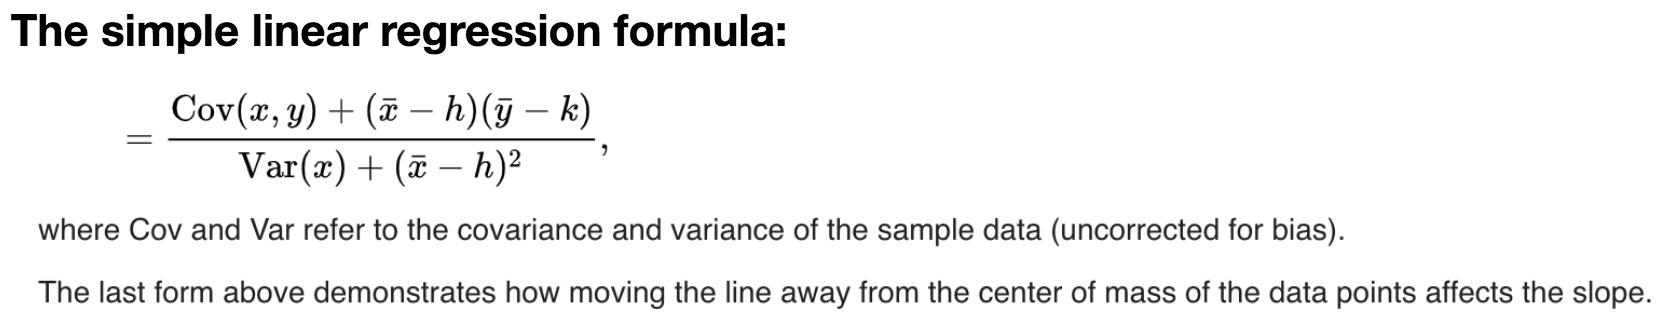 The simple linear regression formula:
= \frac{\mathrm{Cov}(x, y) + (\bar{x} - h)(\bar{y} - k)}{\mathrm{Var}(x) + (\bar{x} - h)^2},
where Cov and Var refer to the covariance and variance of the sample data (uncorrected for bias).
The last form above demonstrates how moving the line away from the center of mass of the data points affects the slope.